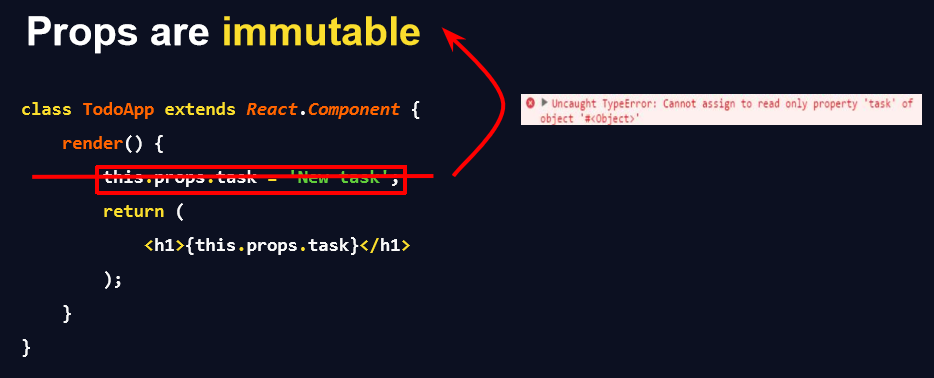 Props are immutable
class TodoApp extends React.Component {
render() {
this.props.task = 'New task';
return (
<h1>{this.props.task}</h1>
);
}
}
Uncaught TypeError: Cannot assign to read only property 'task' of
object '#<Object>'